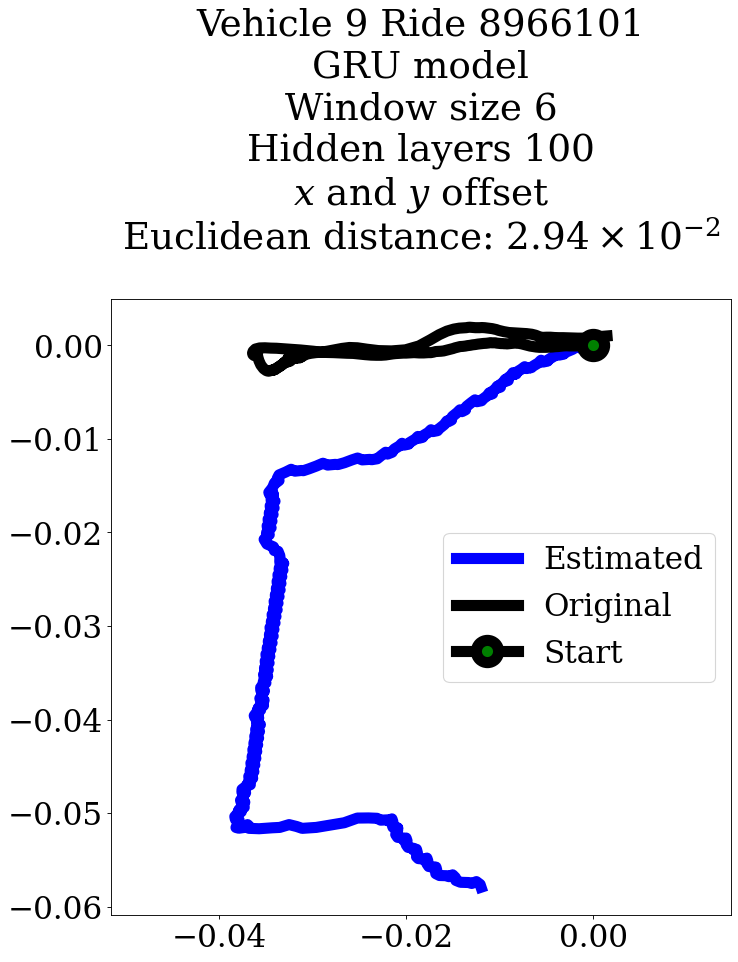 Vehicle 9 Ride 8966101
GRU model
Window size 6
Hidden layers 100
x and y offset
Euclidean distance: 2.94 × 10⁻²
0.00
−0.01
−0.02
−0.03
−0.04
−0.05
−0.06
Estimated
Original
Start
−0.04 −0.02 0.00